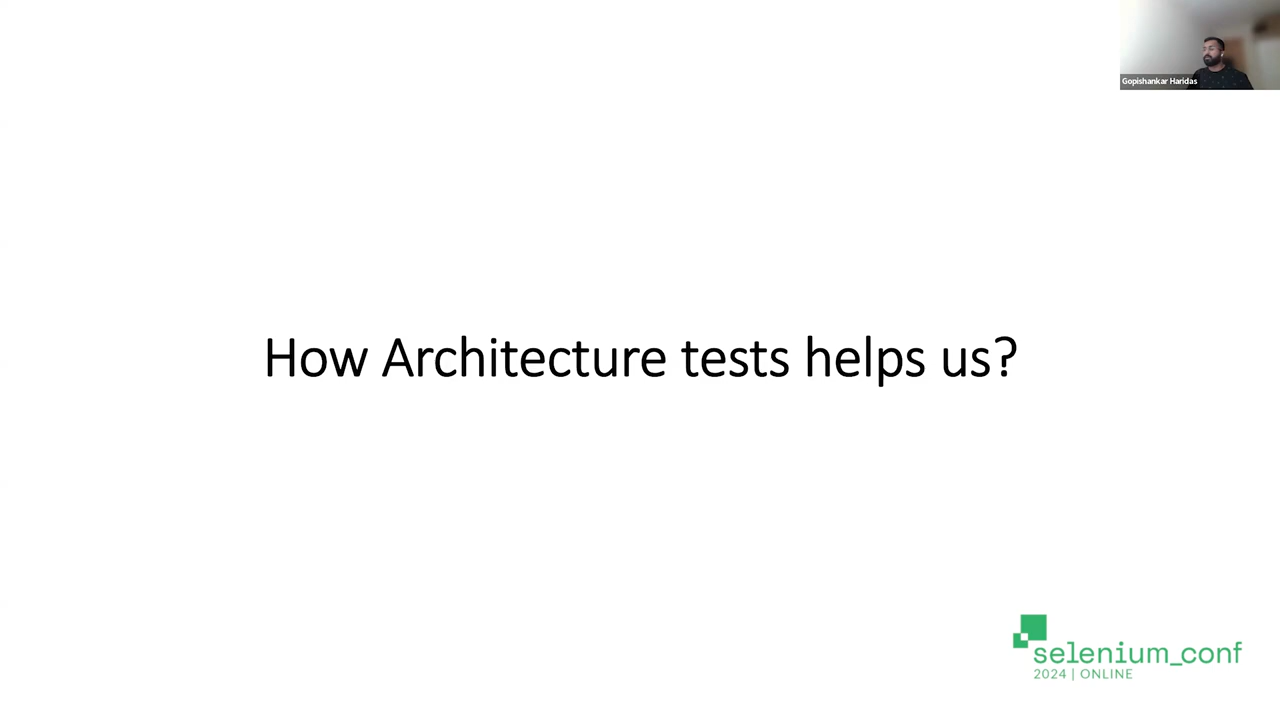 Gopishankar Haridas
How Architecture tests helps us?
selenium_conf
2024 | ONLINE